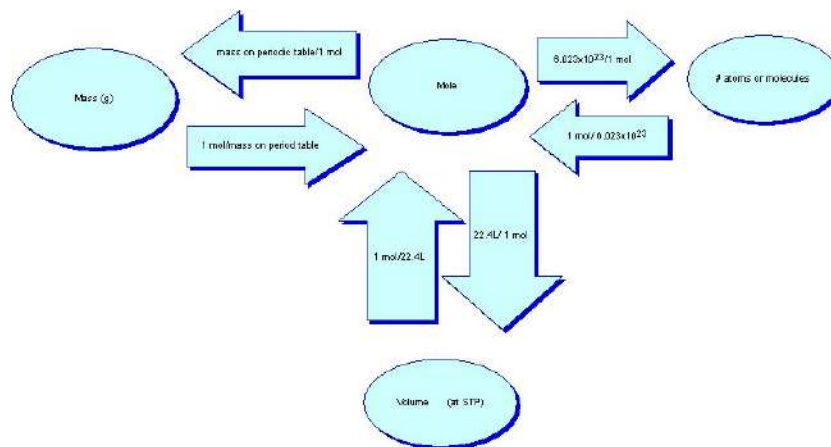 mass on periodic table/1 mol
6.023x10²³/1 mol
Mass (g)
Mole
# atoms or molecules
1 mol/mass on period table
1 mol/ 6.023x10²³
1 mol/22.4L
22.4L/ 1 mol
Volume (at STP)